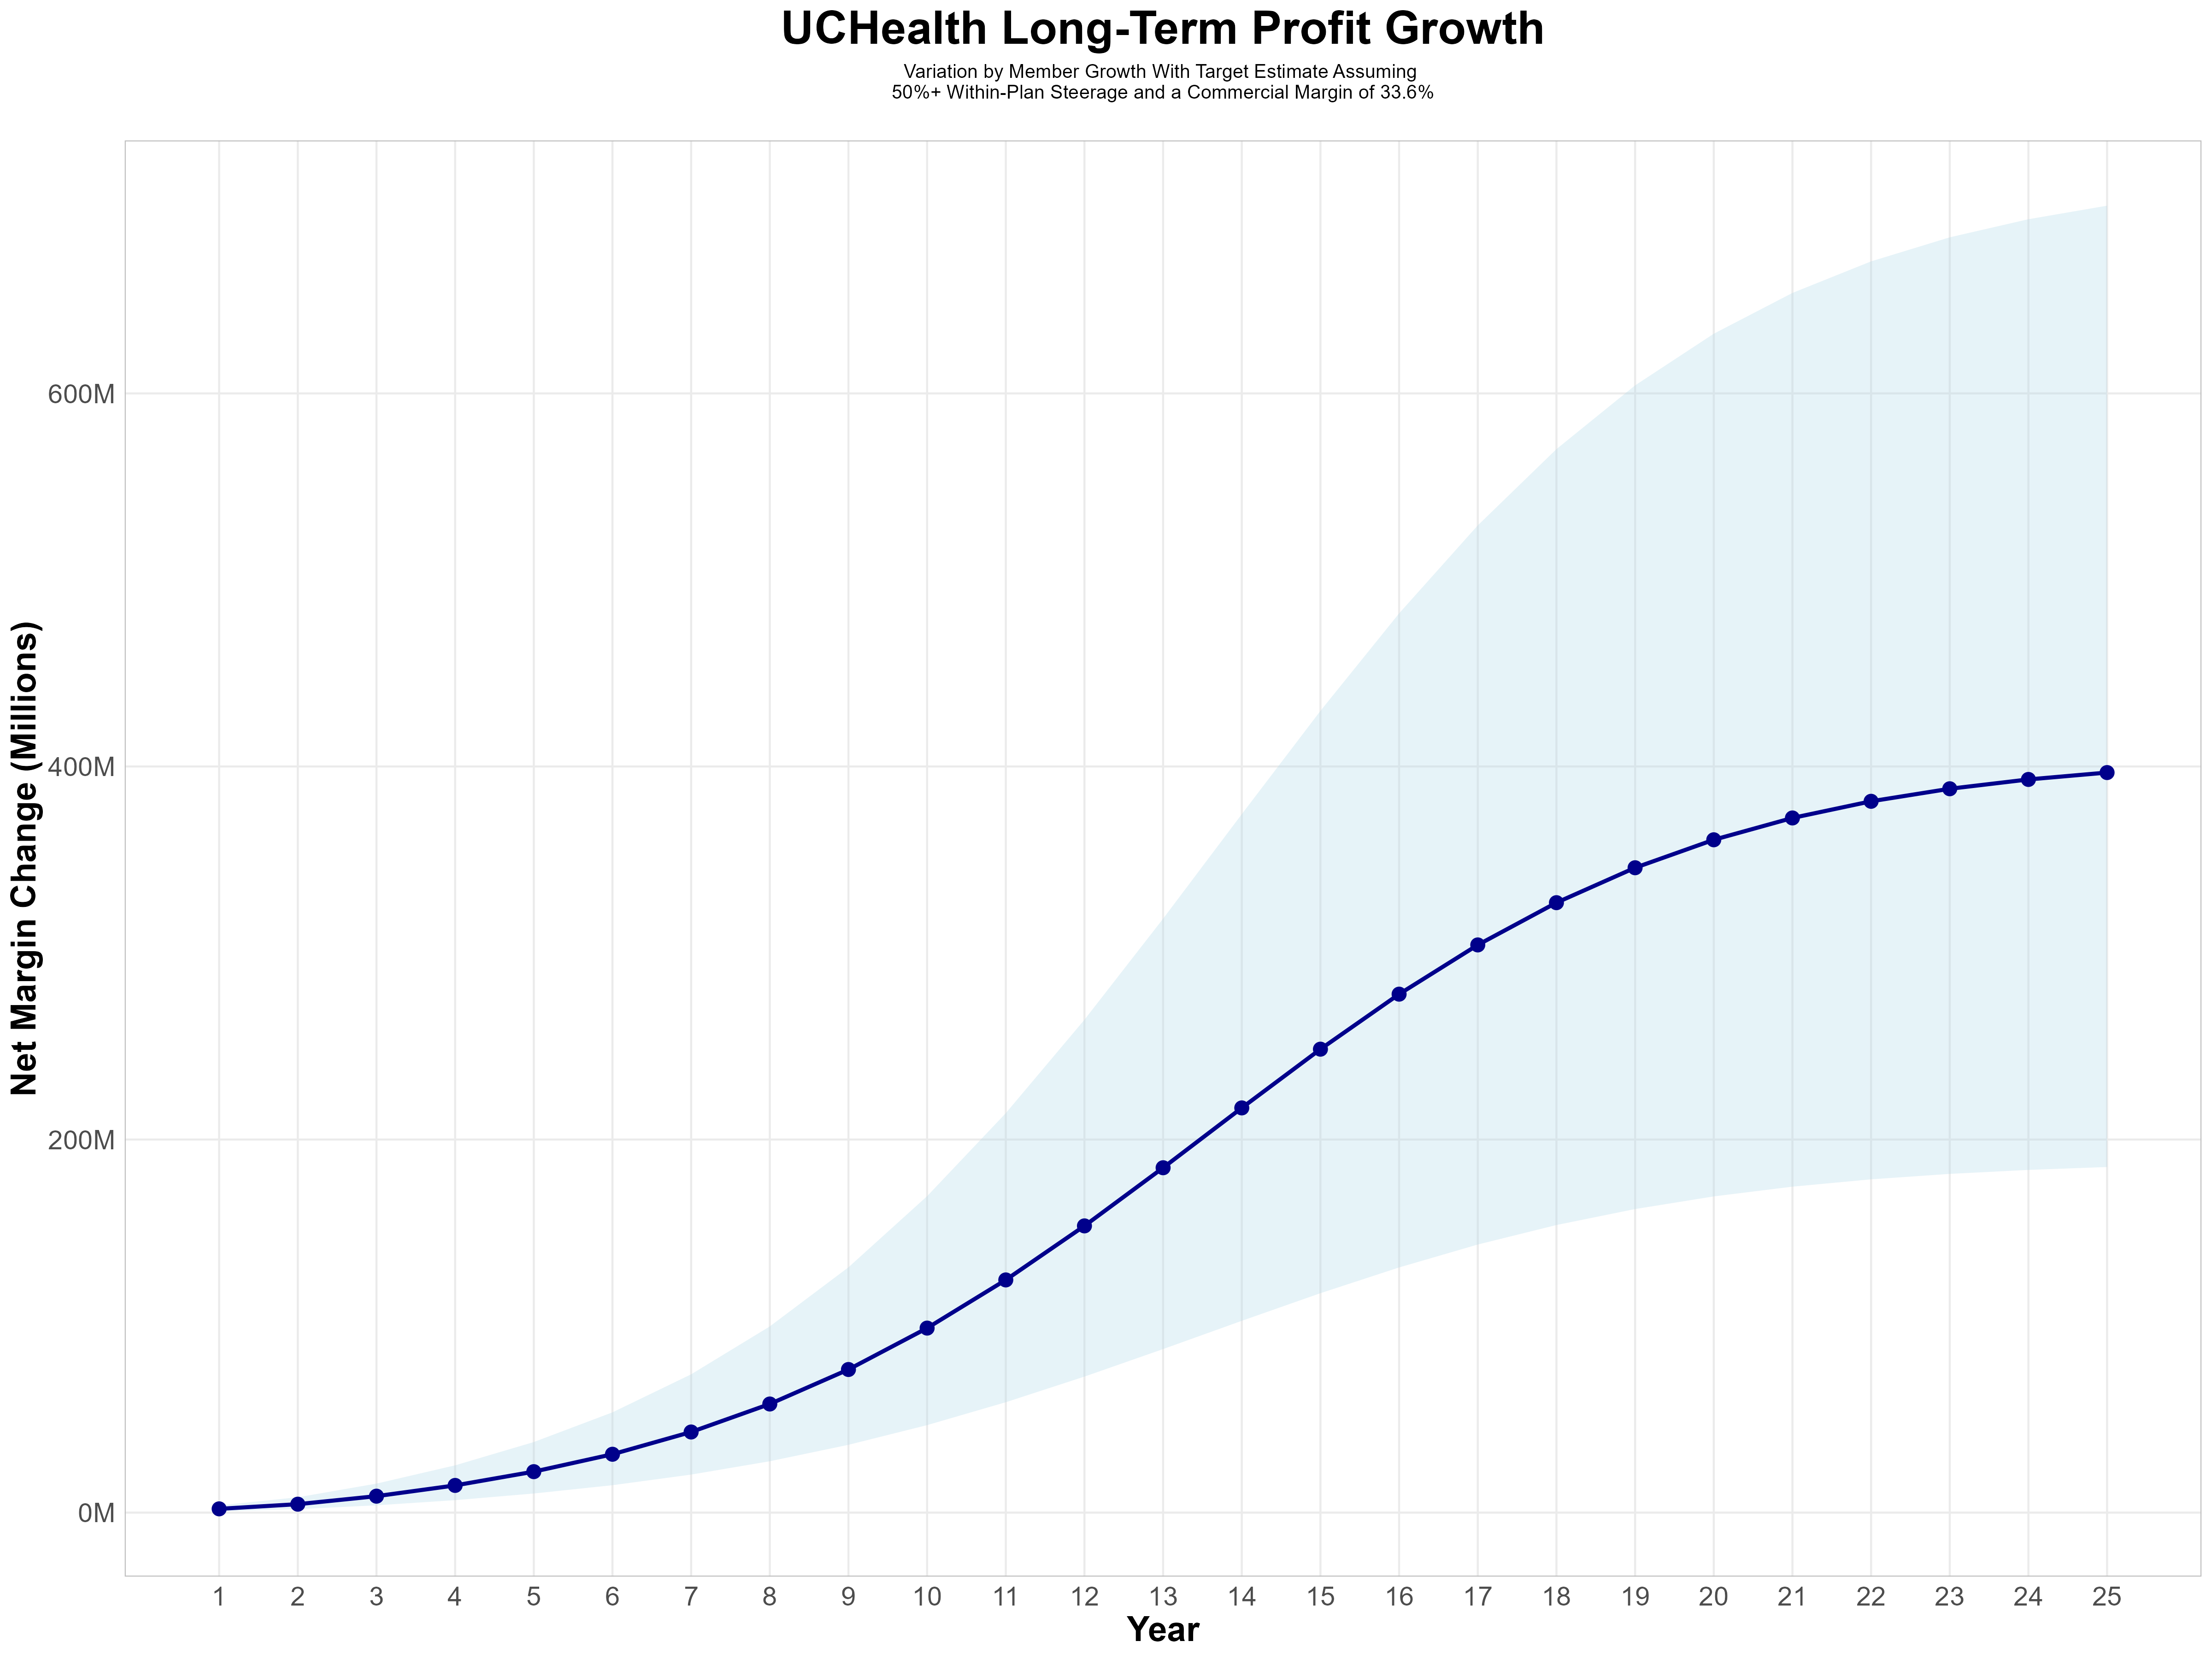 UCHealth Long-Term Profit Growth
Variation by Member Growth With Target Estimate Assuming
50%+ Within-Plan Steerage and a Commercial Margin of 33.6%
Net Margin Change (Millions)
600M
400M
200M
0M
1 2 3 4 5 6 7 8 9 10 11 12 13 14 15 16 17 18 19 20 21 22 23 24 25
Year